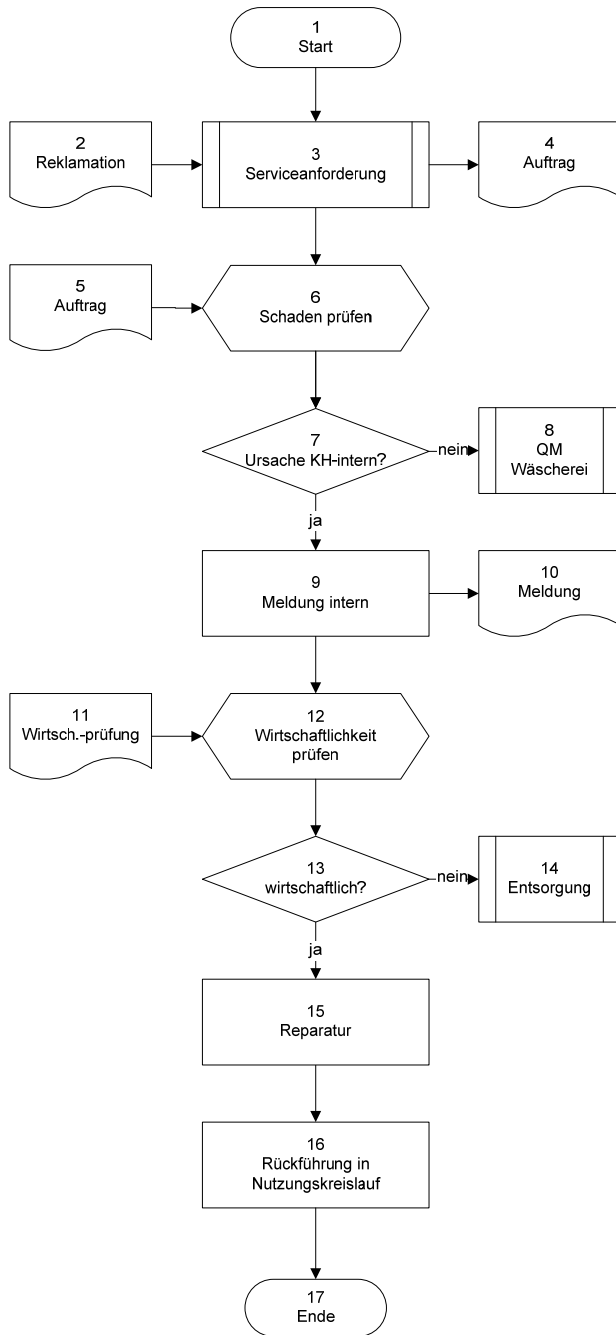 1
Start
2
Reklamation
3
Serviceanforderung
4
Auftrag
5
Auftrag
6
Schaden prüfen
7
Ursache KH-intern?
nein
8
QM
Wäscherei
ja
9
Meldung intern
10
Meldung
11
Wirtsch.-prüfung
12
Wirtschaftlichkeit
prüfen
13
wirtschaftlich?
nein
14
Entsorgung
ja
15
Reparatur
16
Rückführung in
Nutzungskreislauf
17
Ende